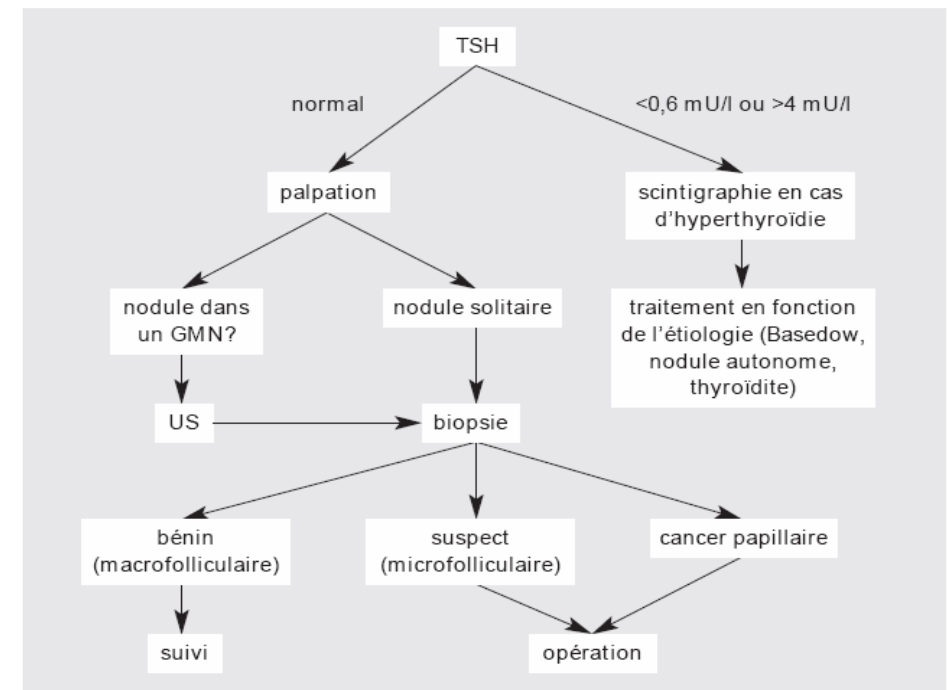 TSH
normal
<0,6 mU/l ou >4 mU/l
palpation
scintigraphie en cas
d'hyperthyroïdie
nodule dans
un GMN?
nodule solitaire
traitement en fonction
de l'étiologie (Basedow,
nodule autonome,
thyroïdite)
US
biopsie
bénin
(macrofolliculaire)
suspect
(microfolliculaire)
cancer papillaire
suivi
opération